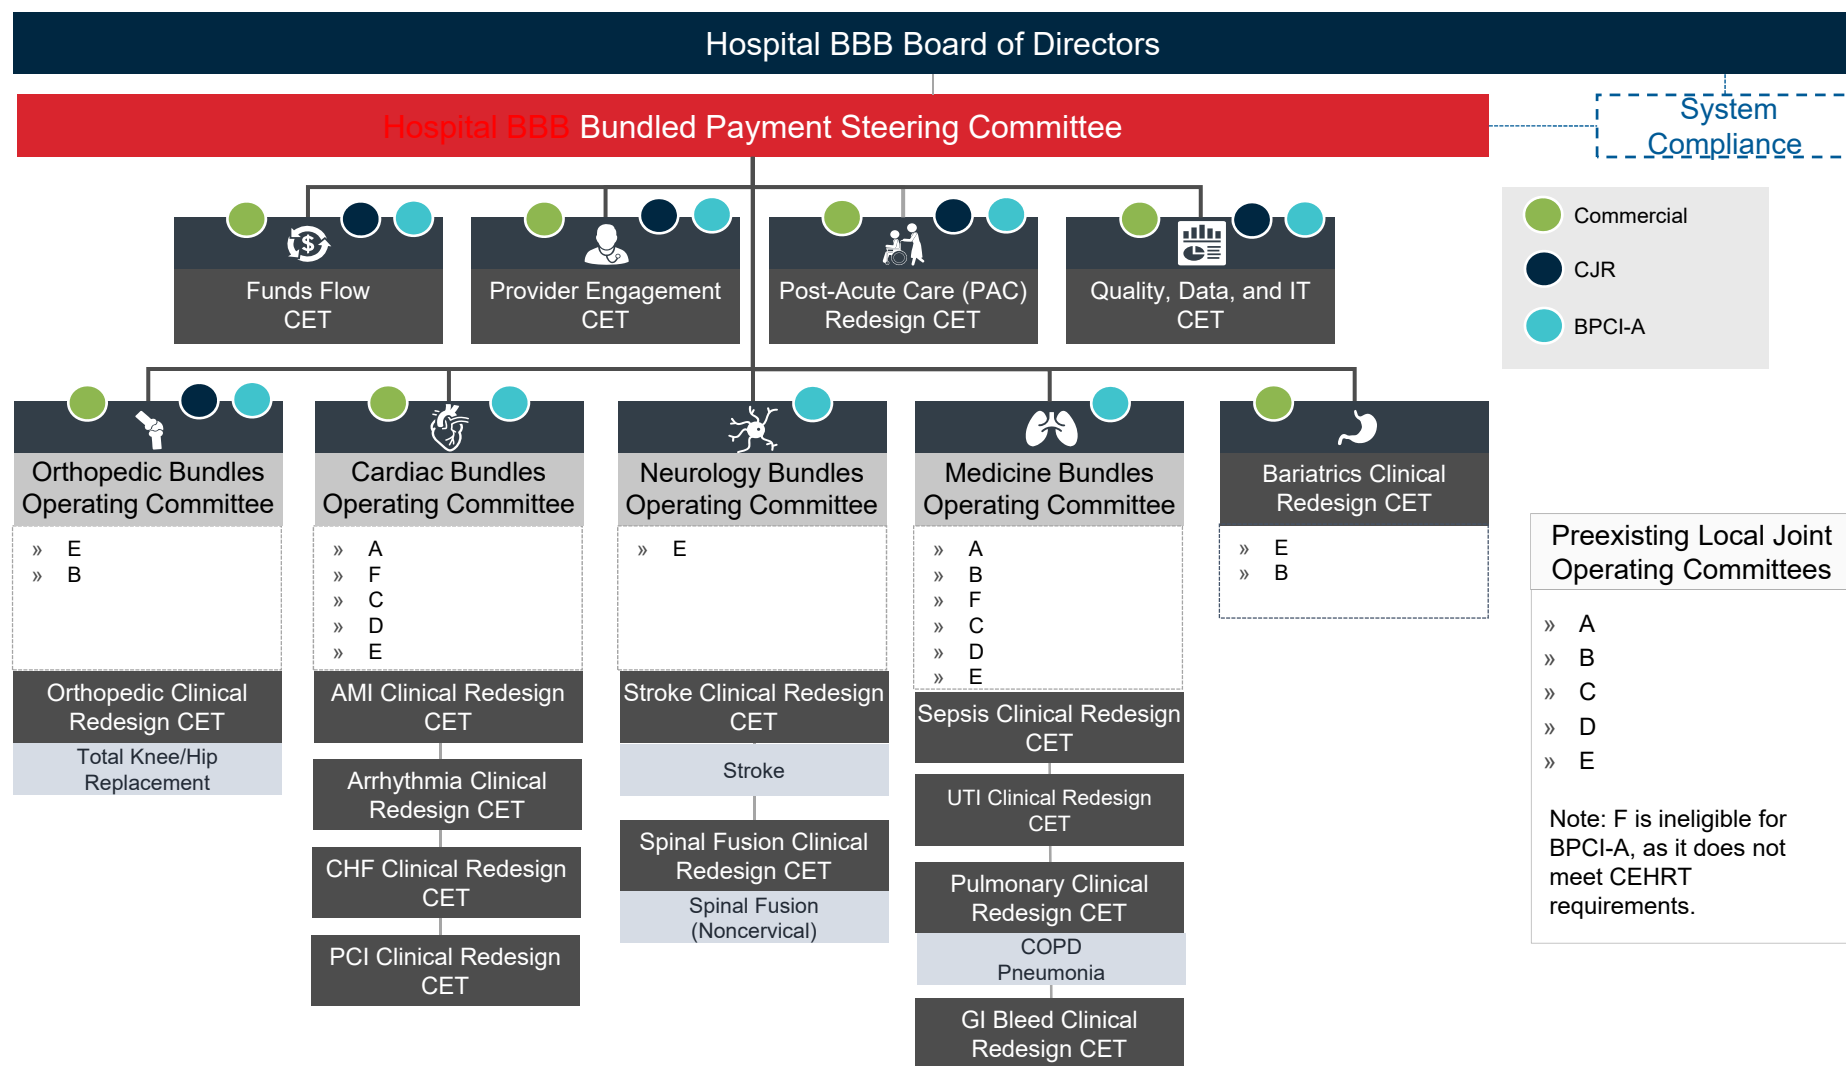 Hospital BBB Board of Directors
Hospital BBB Bundled Payment Steering Committee
System
Compliance
Commercial
CJR
BPCI-A
$
Funds Flow
CET
Provider Engagement
CET
Post-Acute Care (PAC)
Redesign CET
Quality, Data, and IT
CET
Orthopedic Bundles
Operating Committee
» E
» B
Orthopedic Clinical
Redesign CET
Total Knee/Hip
Replacement
Cardiac Bundles
Operating Committee
» A
» F
» C
» D
» E
AMI Clinical Redesign
CET
Arrhythmia Clinical
Redesign CET
CHF Clinical Redesign
CET
PCI Clinical Redesign
CET
Neurology Bundles
Operating Committee
» E
Stroke Clinical Redesign
CET
Stroke
Spinal Fusion Clinical
Redesign CET
Spinal Fusion
(Noncervical)
Medicine Bundles
Operating Committee
» A
» B
» F
» C
» D
» E
Sepsis Clinical Redesign
CET
UTI Clinical Redesign
CET
Pulmonary Clinical
Redesign CET
COPD
Pneumonia
GI Bleed Clinical
Redesign CET
Bariatrics Clinical
Redesign CET
» E
» B
Preexisting Local Joint
Operating Committees
» A
» B
» C
» D
» E
Note: F is ineligible for
BPCI-A, as it does not
meet CEHRT
requirements.